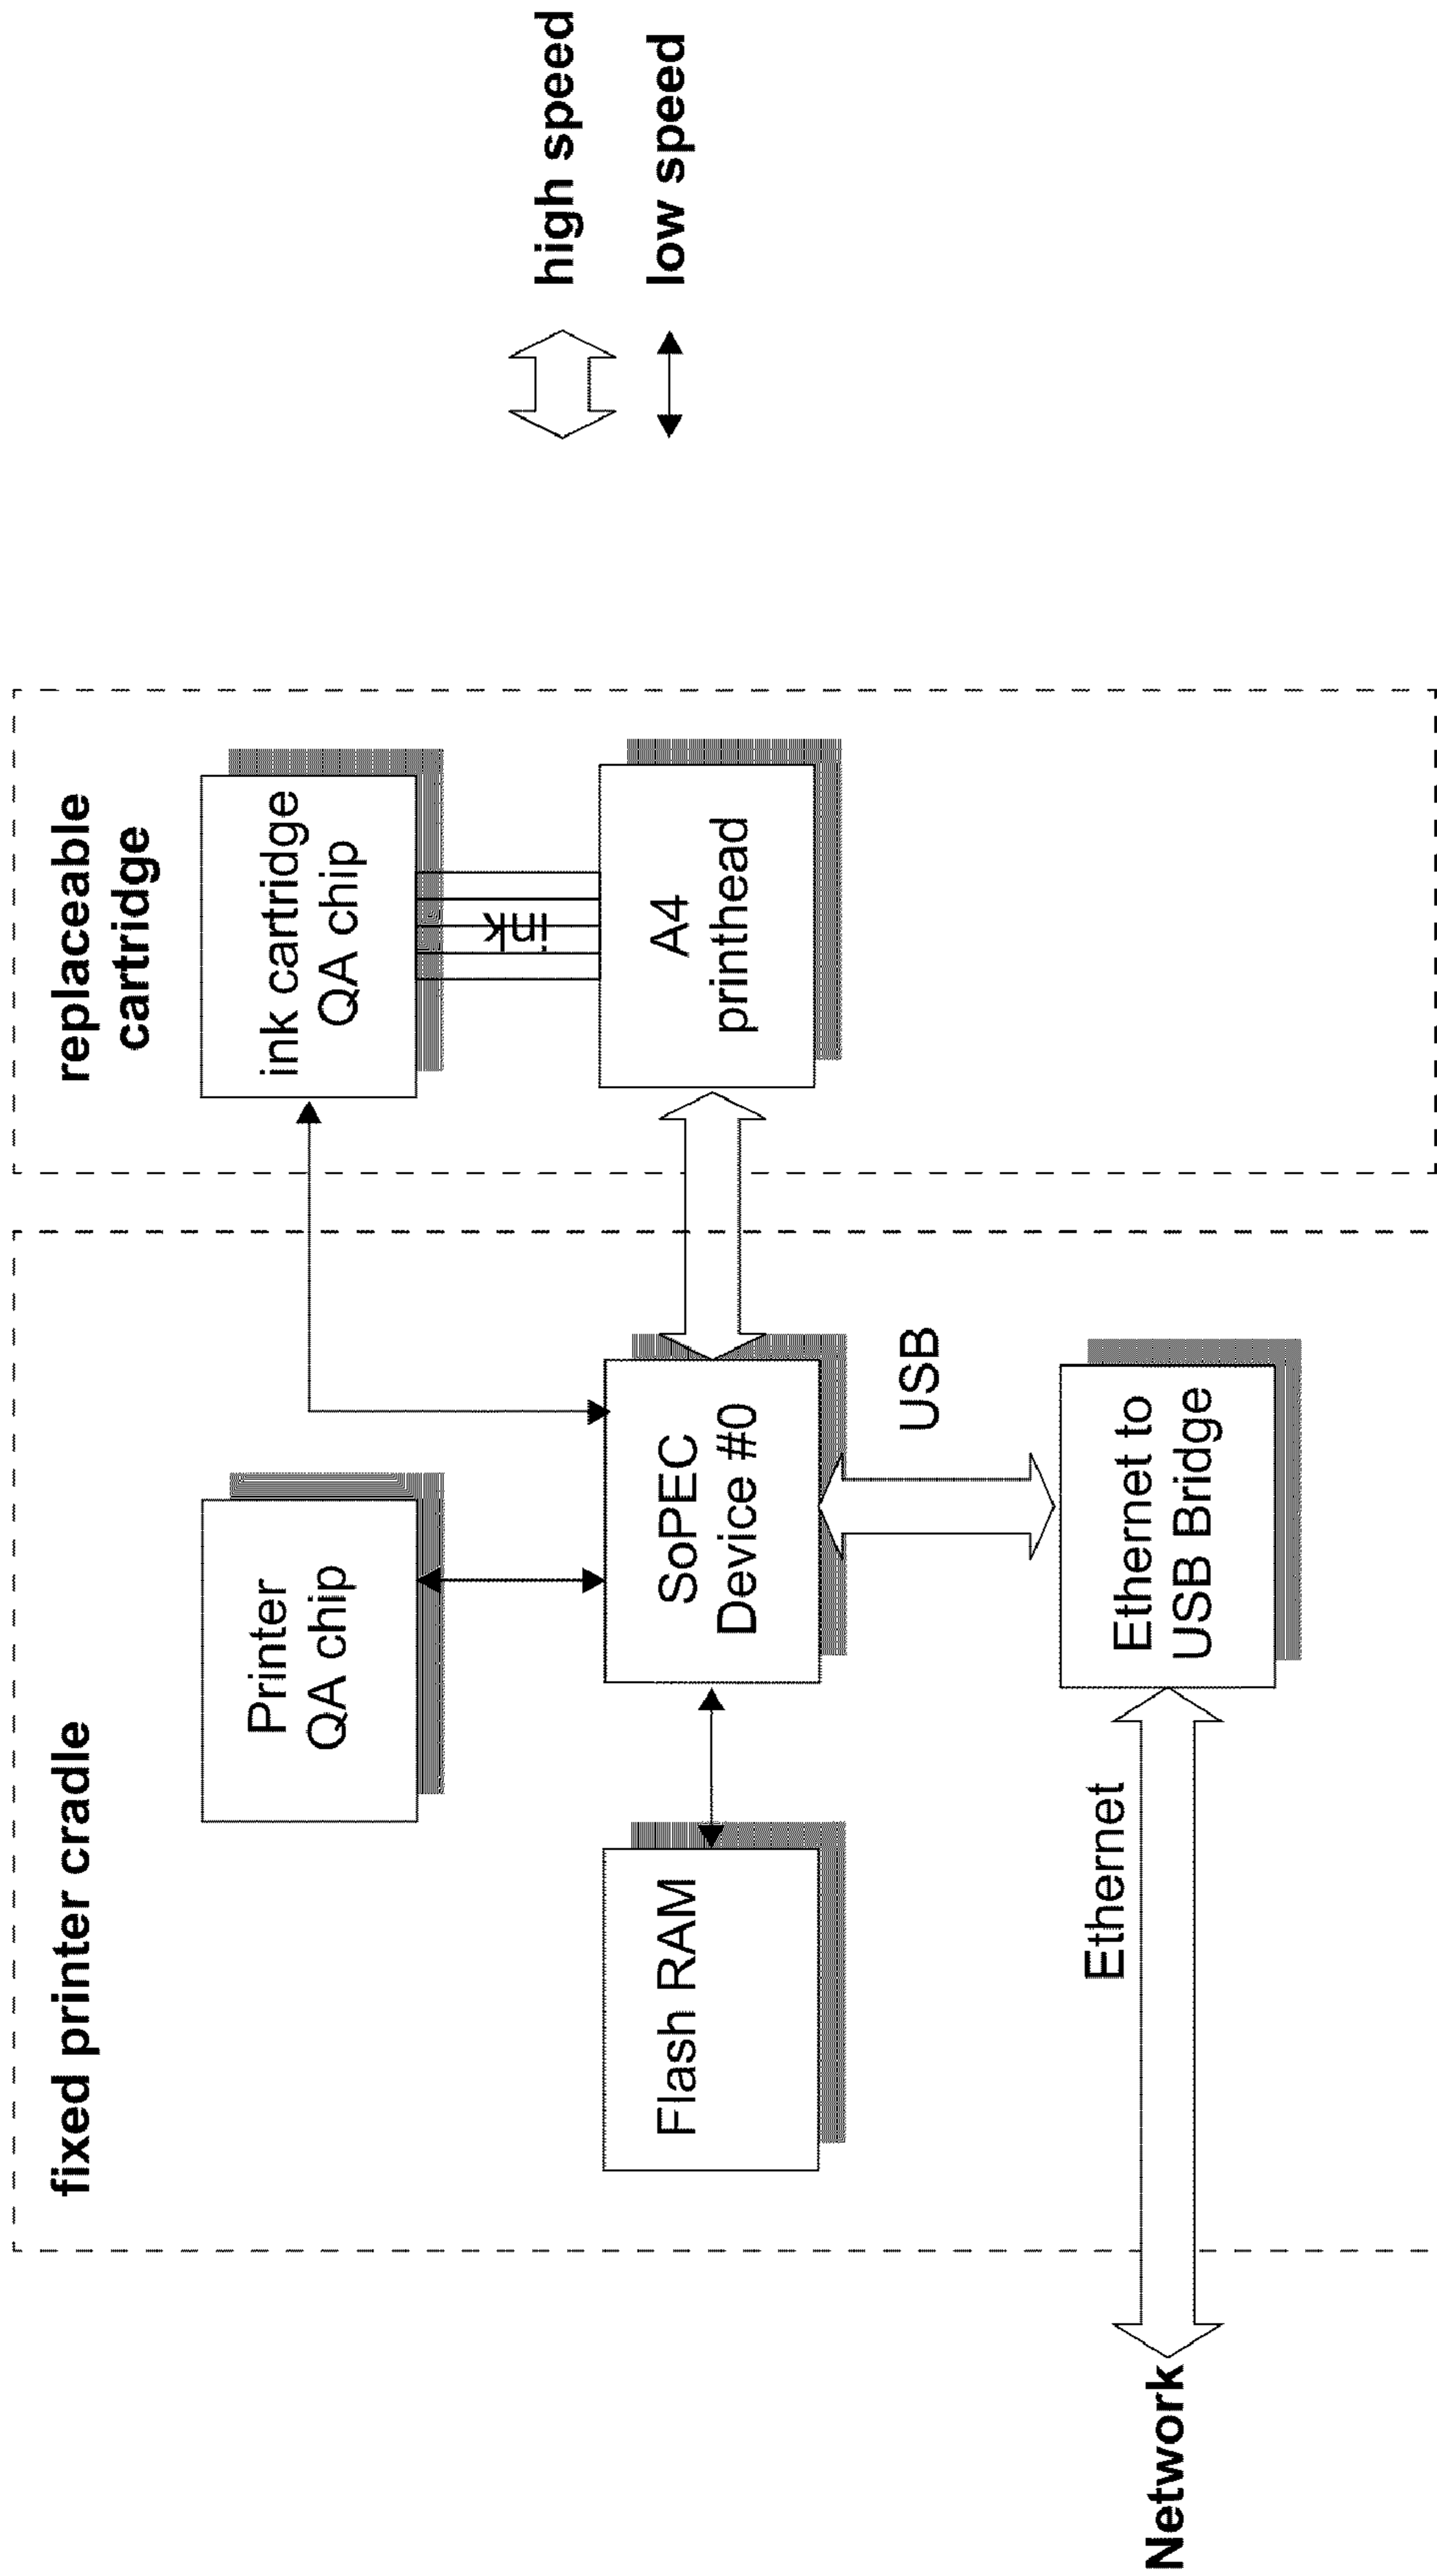 fixed printer cradle
replaceable
cartridge
Printer
QA chip
ink cartridge
QA chip
ink
Flash RAM
SoPEC
Device #0
A4
printhead
high speed
low speed
USB
Ethernet
Ethernet to
USB Bridge
Network